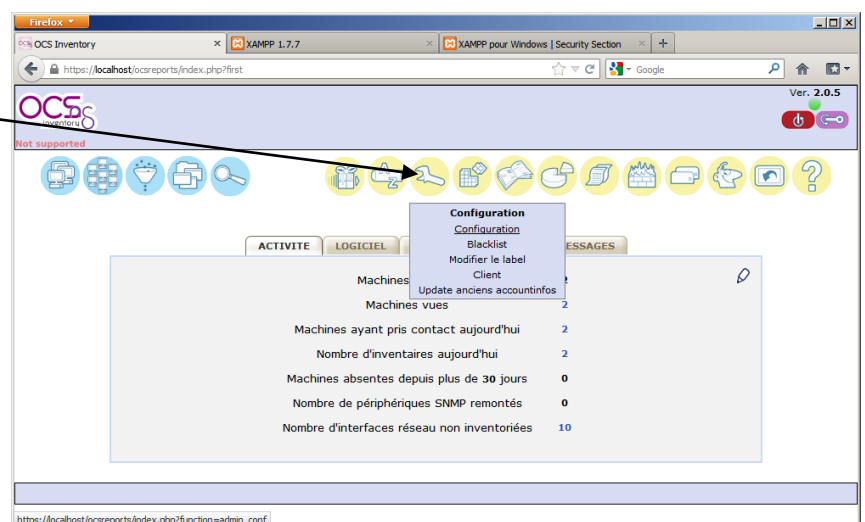 Firefox
OCS Inventory
XAMPP 1.7.7
XAMPP pour Windows | Security Section
https://localhost/ocsreports/index.php?first
Google
Ver. 2.0.5
OCS
inventory
Not supported
Configuration
Configuration
Blacklist
Modifier le label
Client
Update anciens accountinfos
ACTIVITE
LOGICIEL
ESSAGES
Machines
Machines vues 2
Machines ayant pris contact aujourd'hui 2
Nombre d'inventaires aujourd'hui 2
Machines absentes depuis plus de 30 jours 0
Nombre de périphériques SNMP remontés 0
Nombre d'interfaces réseau non inventoriées 10
https://localhost/ocsreports/index.php?function=admin_conf